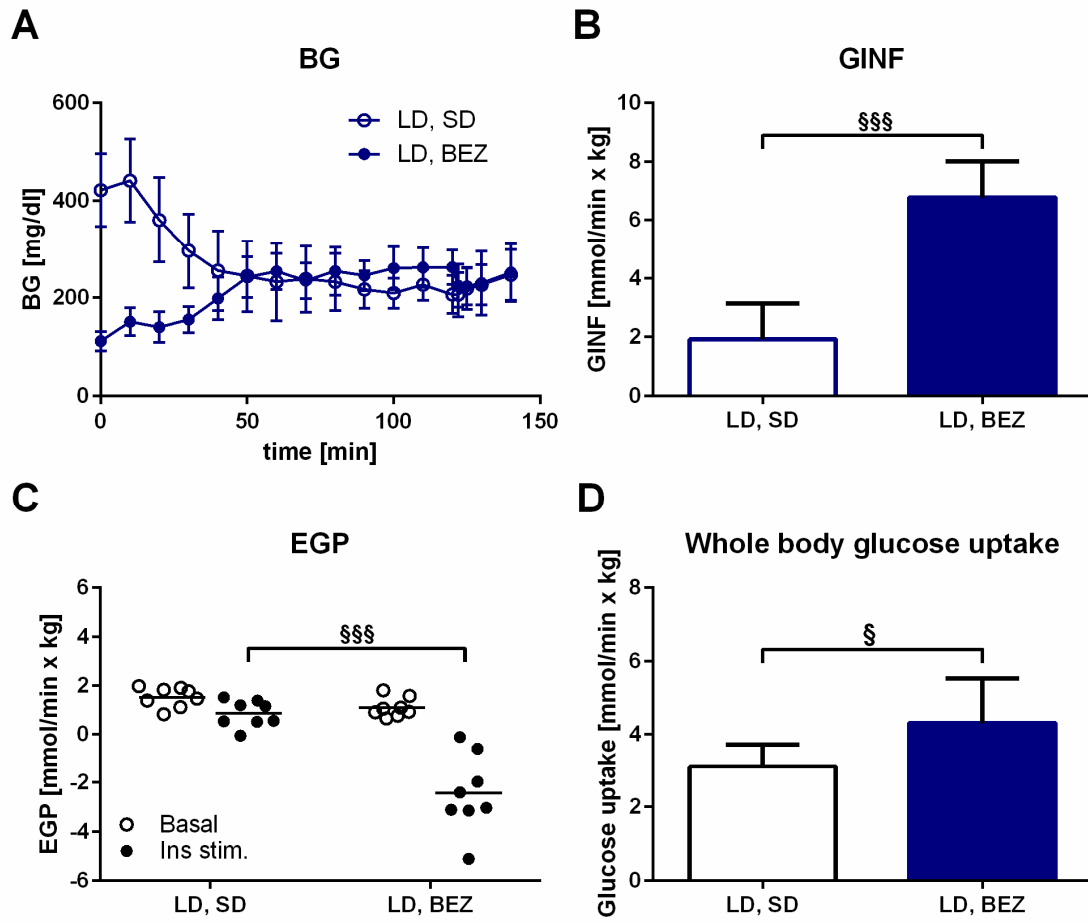 A
BG
BG [mg/dl]
600
400
200
0
LD, SD
LD, BEZ
0
50
100
150
time [min]
B
GINF
GINF [mmol/min x kg]
10
8
6
4
2
0
§§§
LD, SD
LD, BEZ
C
EGP
EGP [mmol/min x kg]
6
4
2
0
-2
-4
-6
§§§
Basal
Ins stim.
LD, SD
LD, BEZ
D
Whole body glucose uptake
Glucose uptake [mmol/min x kg]
8
6
4
2
0
§
LD, SD
LD, BEZ